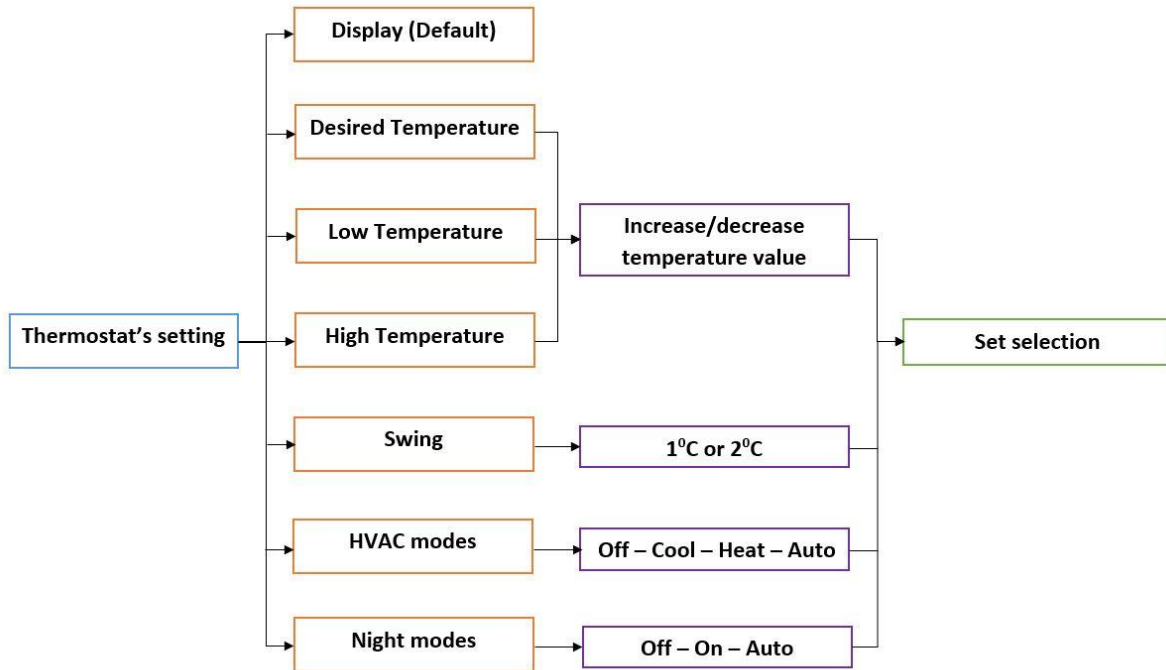 Display (Default)
Desired Temperature
Low Temperature
Increase/decrease
temperature value
Thermostat’s setting
High Temperature
Set selection
Swing
1⁰C or 2⁰C
HVAC modes
Off – Cool – Heat – Auto
Night modes
Off – On – Auto